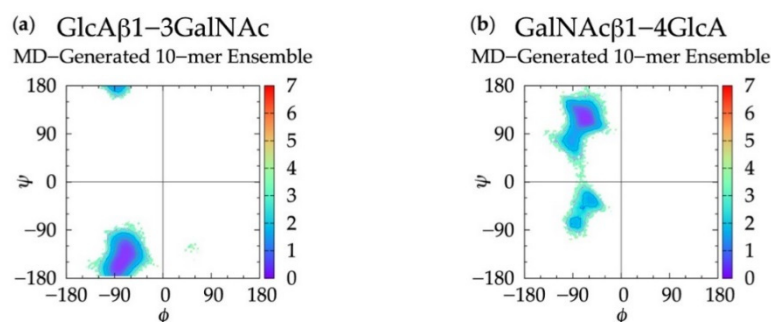 (a) GlcAβ1–3GalNAc
MD–Generated 10–mer Ensemble
180
90
0
−90
−180
ψ
−180 −90 0 90 180
ϕ
7
6
5
4
3
2
1
0
(b) GalNAcβ1–4GlcA
MD–Generated 10–mer Ensemble
180
90
0
−90
−180
ψ
−180 −90 0 90 180
ϕ
7
6
5
4
3
2
1
0